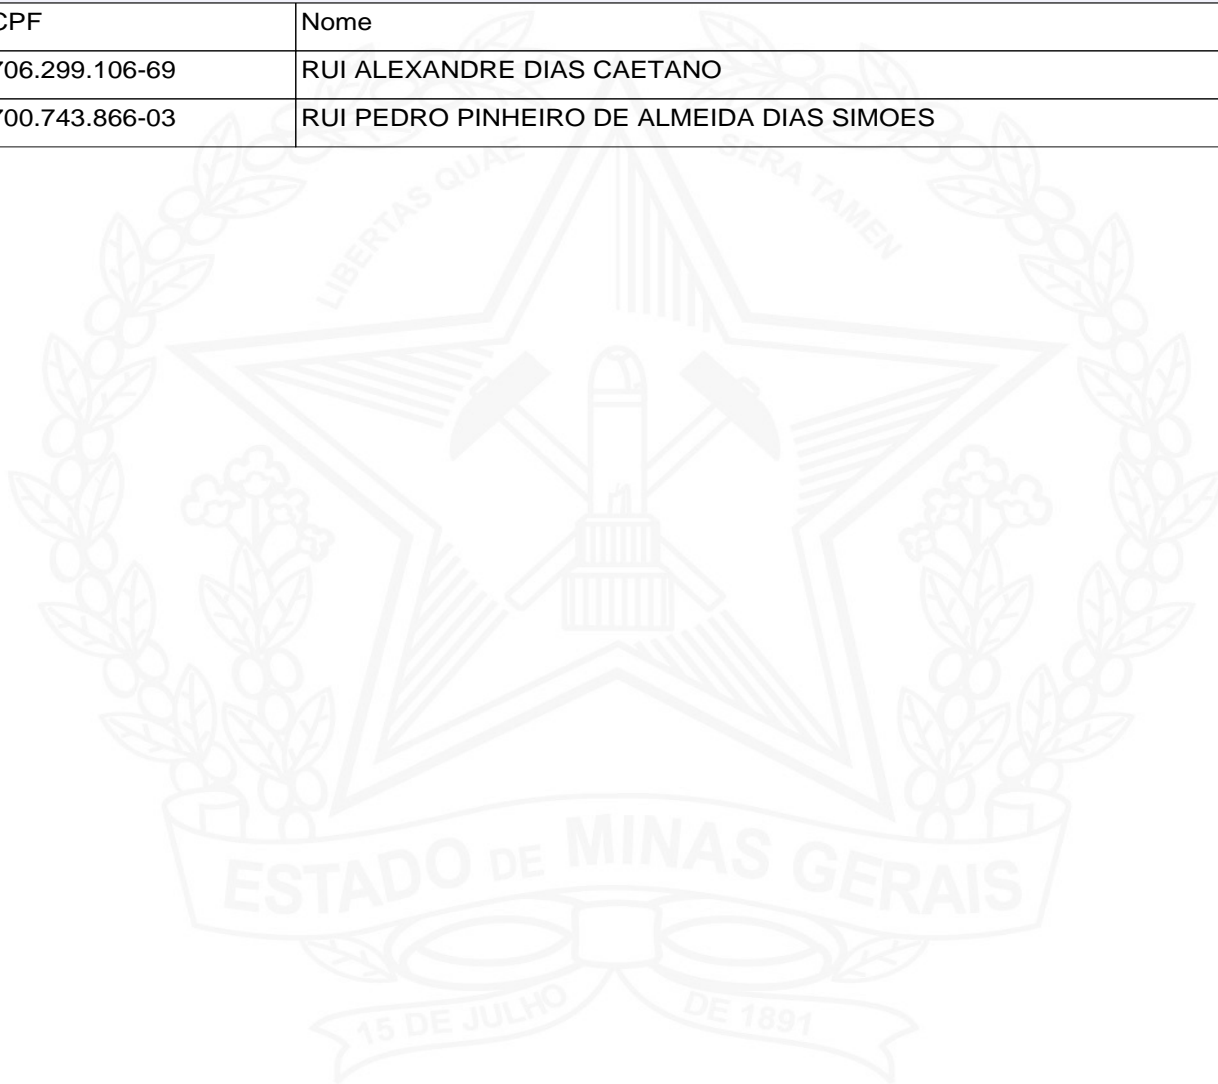 CPF Nome
706.299.106-69 RUI ALEXANDRE DIAS CAETANO
700.743.866-03 RUI PEDRO PINHEIRO DE ALMEIDA DIAS SIMOES
LIBERTAS QUAE SERA TAMEN
ESTADO DE MINAS GERAIS
15 DE JULHO DE 1891